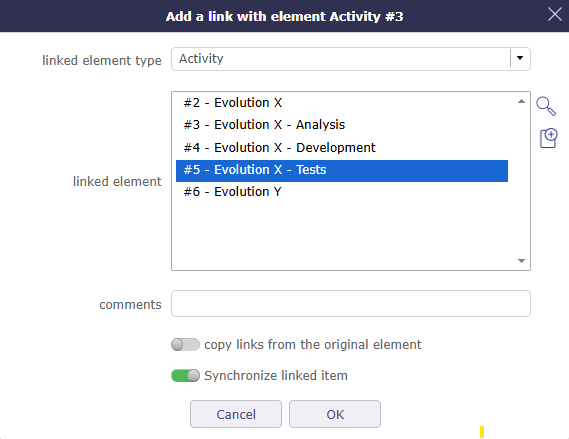 Add a link with element Activity #3
linked element type
Activity
linked element
#2 - Evolution X
#3 - Evolution X - Analysis
#4 - Evolution X - Development
#5 - Evolution X - Tests
#6 - Evolution Y
comments
copy links from the original element
Synchronize linked item
Cancel
OK